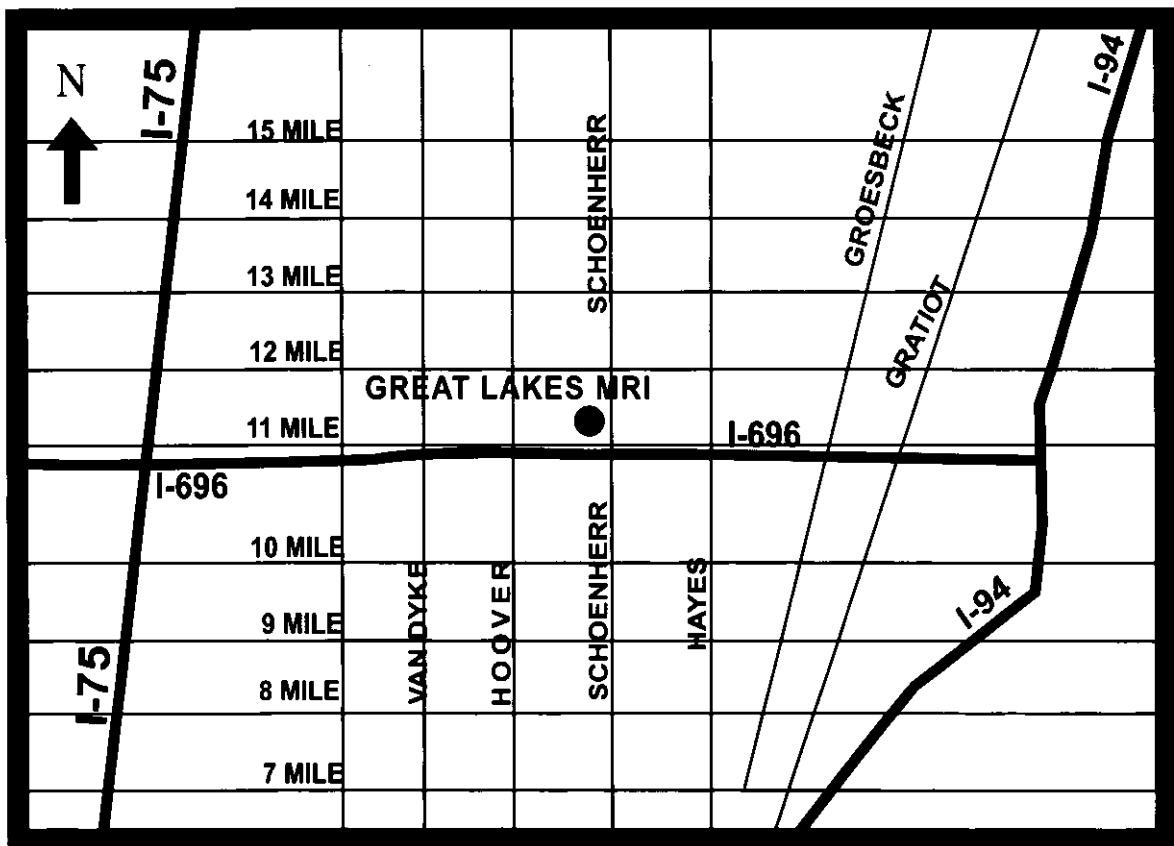 N
I-75
I-94
15 MILE
SCHOENHERR
GROESBECK
14 MILE
13 MILE
GRATIOT
12 MILE
GREAT LAKES MRI
11 MILE
I-696
I-696
10 MILE
VAN DYKE
HOOVER
SCHOENHERR
HAYES
I-94
9 MILE
I-75
8 MILE
7 MILE